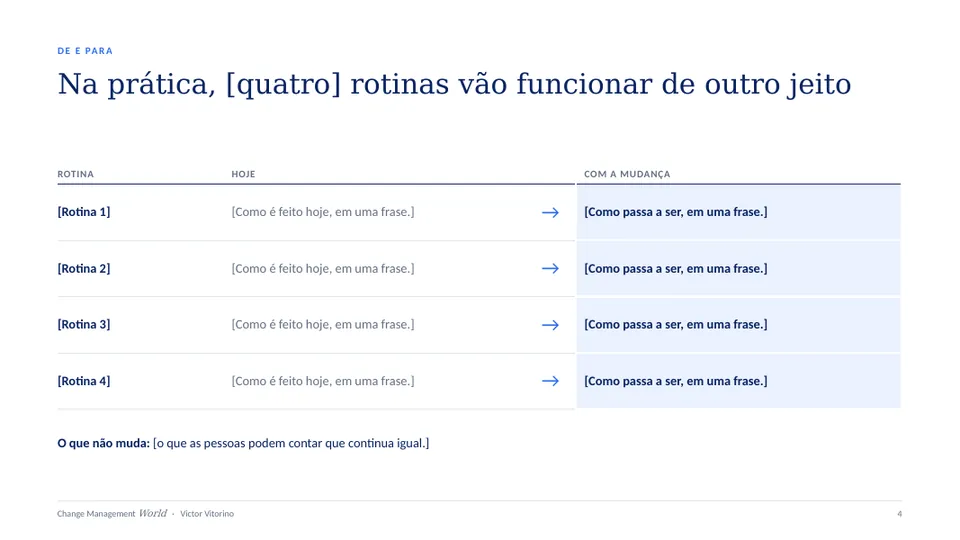 DE E PARA
Na prática, [quatro] rotinas vão funcionar de outro jeito
ROTINA HOJE COM A MUDANÇA
[Rotina 1] [Como é feito hoje, em uma frase.] → [Como passa a ser, em uma frase.]
[Rotina 2] [Como é feito hoje, em uma frase.] → [Como passa a ser, em uma frase.]
[Rotina 3] [Como é feito hoje, em uma frase.] → [Como passa a ser, em uma frase.]
[Rotina 4] [Como é feito hoje, em uma frase.] → [Como passa a ser, em uma frase.]
O que não muda: [o que as pessoas podem contar que continua igual.]
Change Management World · Victor Vitorino 4